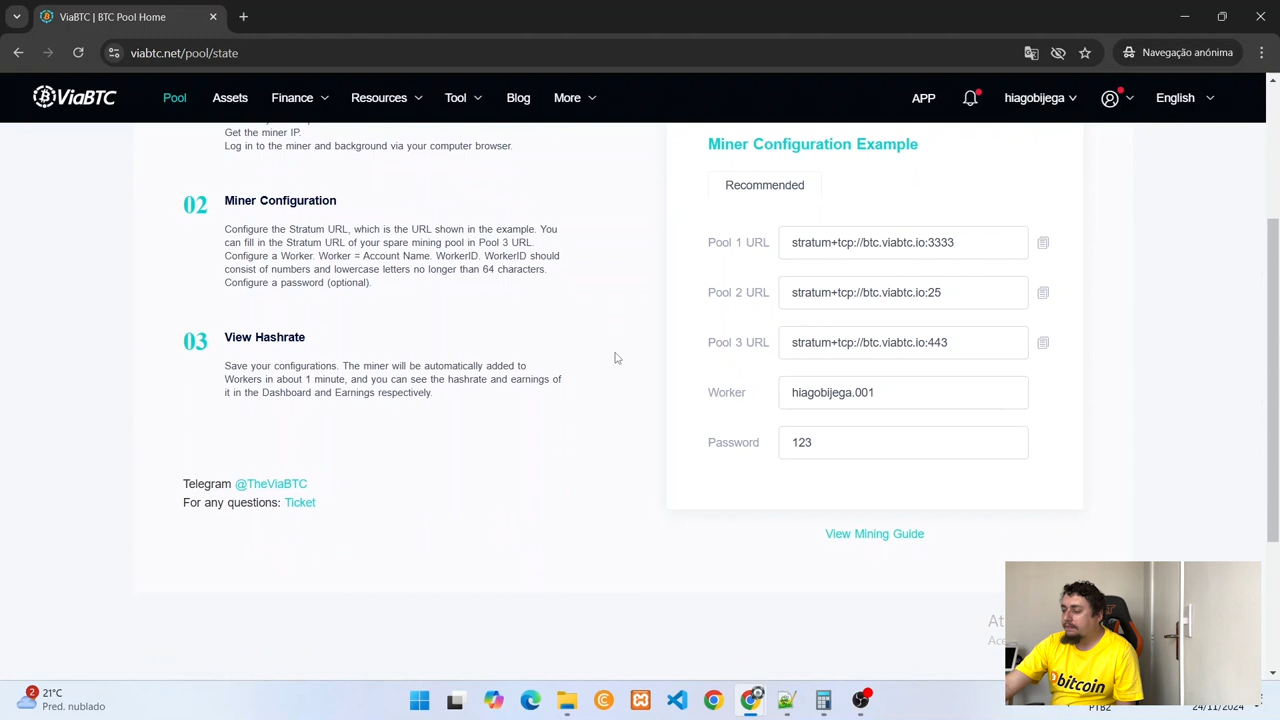 ViaBTC | BTC Pool Home
viabtc.net/pool/state
Navegação anónima
ViaBTC
Pool
Assets
Finance
Resources
Tool
Blog
More
APP
hiagobijega
English
Get the miner IP.
Log in to the miner and background via your computer browser.
02
Miner Configuration
Configure the Stratum URL, which is the URL shown in the example. You
can fill in the Stratum URL of your spare mining pool in Pool 3 URL.
Configure a Worker. Worker = Account Name. WorkerID. WorkerID should
consist of numbers and lowercase letters no longer than 64 characters.
Configure a password (optional).
03
View Hashrate
Save your configurations. The miner will be automatically added to
Workers in about 1 minute, and you can see the hashrate and earnings of
it in the Dashboard and Earnings respectively.
Telegram @TheViaBTC
For any questions: Ticket
Miner Configuration Example
Recommended
Pool 1 URL
stratum+tcp://btc.viabtc.io:3333
Pool 2 URL
stratum+tcp://btc.viabtc.io:25
Pool 3 URL
stratum+tcp://btc.viabtc.io:443
Worker
hiagobijega.001
Password
123
View Mining Guide
bitcoin
2
21°C
Pred. nublado
PTB2
24/11/2024